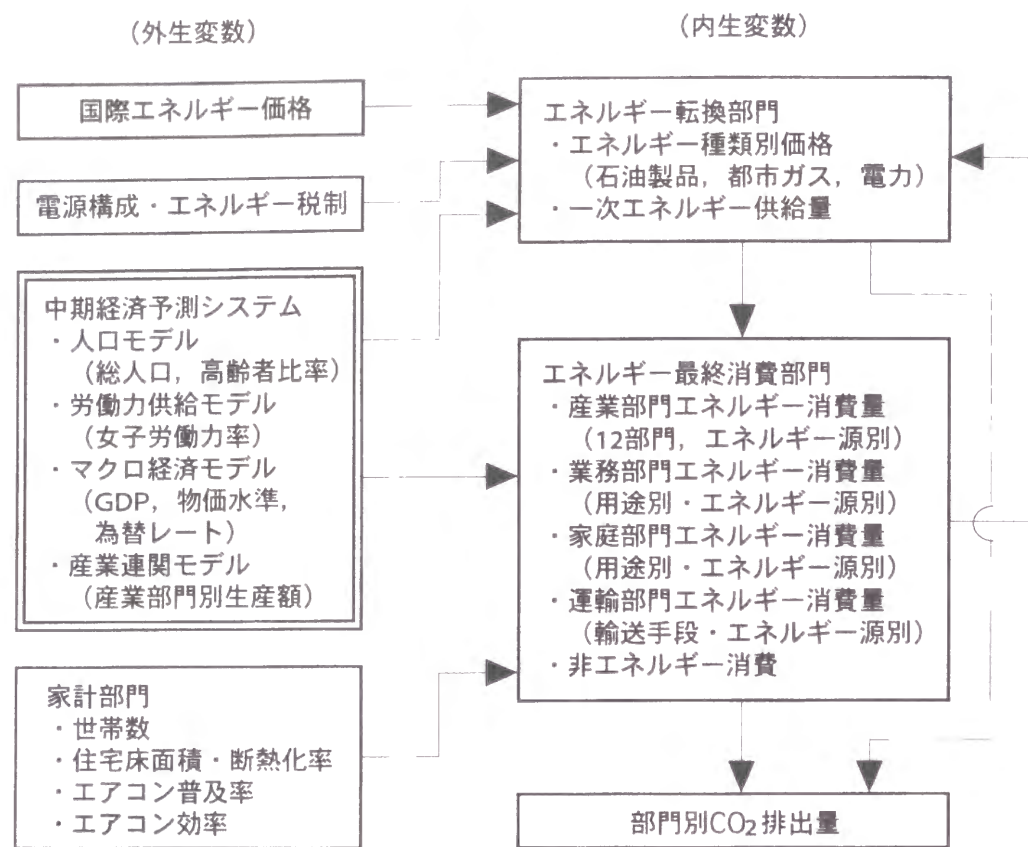 (外生変数)
国際エネルギー価格
電源構成・エネルギー税制
中期経済予測システム
・人口モデル
(総人口，高齢者比率)
・労働力供給モデル
(女子労働力率)
・マクロ経済モデル
(GDP，物価水準，
為替レート)
・産業連関モデル
(産業部門別生産額)
家計部門
・世帯数
・住宅床面積・断熱化率
・エアコン普及率
・エアコン効率
(内生変数)
エネルギー転換部門
・エネルギー種類別価格
(石油製品，都市ガス，電力)
・一次エネルギー供給量
エネルギー最終消費部門
・産業部門エネルギー消費量
(12部門，エネルギー源別)
・業務部門エネルギー消費量
(用途別・エネルギー源別)
・家庭部門エネルギー消費量
(用途別・エネルギー源別)
・運輸部門エネルギー消費量
(輸送手段・エネルギー源別)
・非エネルギー消費
部門別CO₂排出量